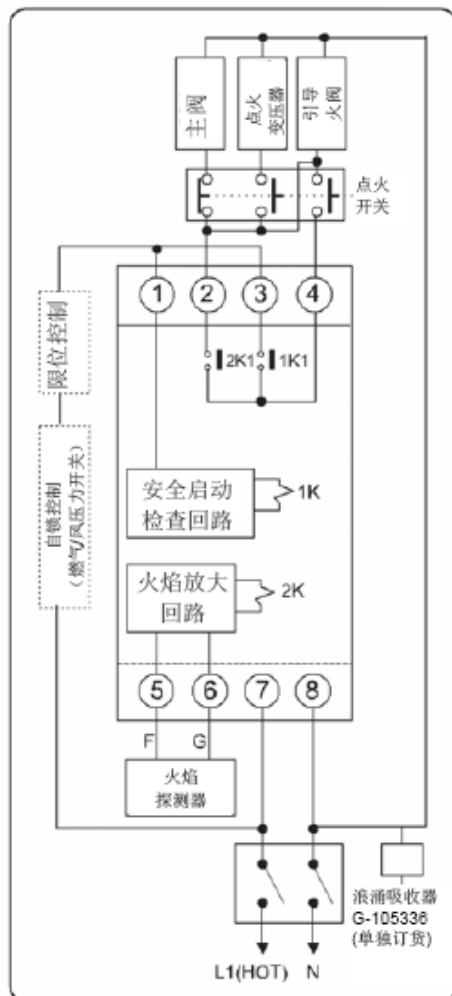 主阀
点火
变压器
引导
火阀
点火
开关
1
2
3
4
2K1
1K1
限位控制
安全启动
检查回路
1K
自锁控制
(燃气/风压力开关)
火焰放大
回路
2K
5
6
7
8
F
G
火焰
探测器
浪涌吸收器
G-105336
(单独订货)
L1(HOT)
N